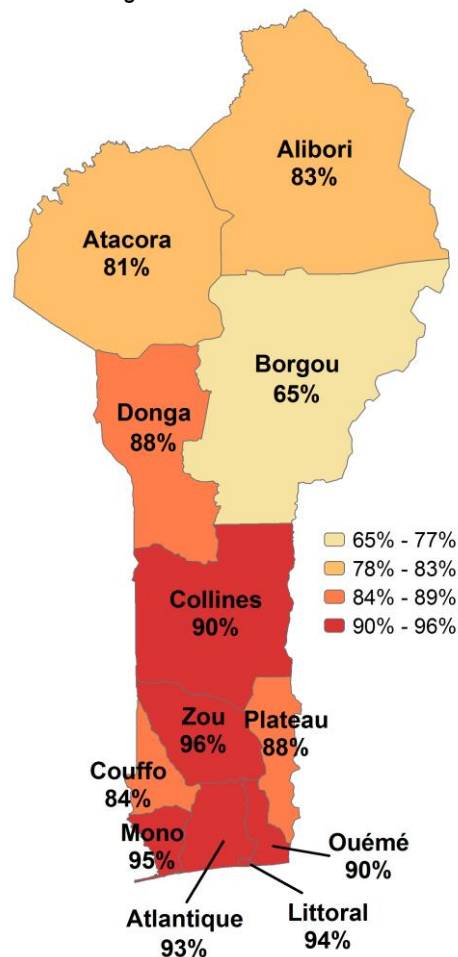 Alibori
83%
Atacora
81%
Borgou
65%
Donga
88%
65% - 77%
78% - 83%
84% - 89%
90% - 96%
Collines
90%
Zou
96%
Plateau
88%
Couffo
84%
Mono
95%
Ouémé
90%
Atlantique
93%
Littoral
94%